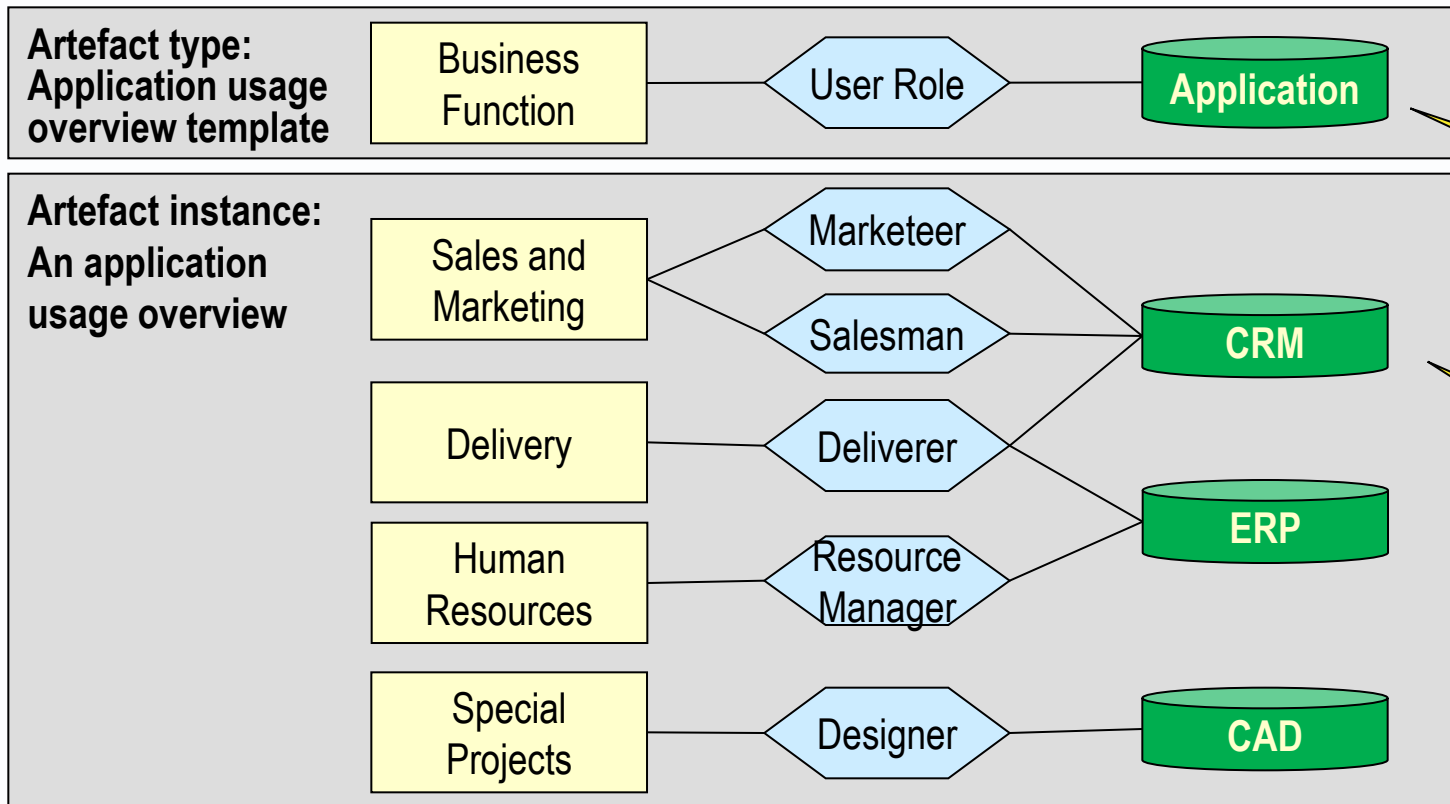 Artefact type:
Application usage
overview template
Business
Function
User Role
Application
Artefact instance:
An application
usage overview
Sales and
Marketing
Marketeer
Salesman
CRM
Delivery
Deliverer
ERP
Human
Resources
Resource
Manager
Special
Projects
Designer
CAD